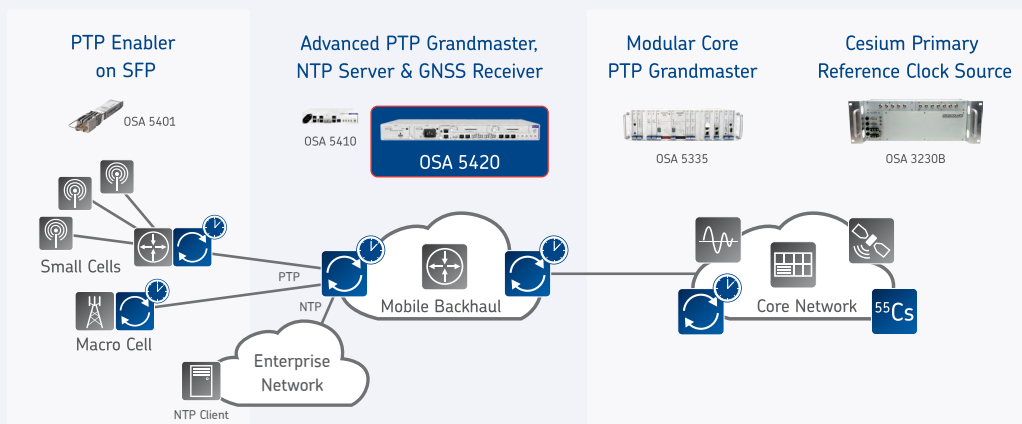 PTP Enabler
on SFP
Advanced PTP Grandmaster,
NTP Server & GNSS Receiver
Modular Core
PTP Grandmaster
Cesium Primary
Reference Clock Source
OSA 5401
OSA 5410
OSA 5420
OSA 5335
OSA 3230B
Small Cells
PTP
Macro Cell
NTP
Mobile Backhaul
Core Network
55Cs
Enterprise
Network
NTP Client